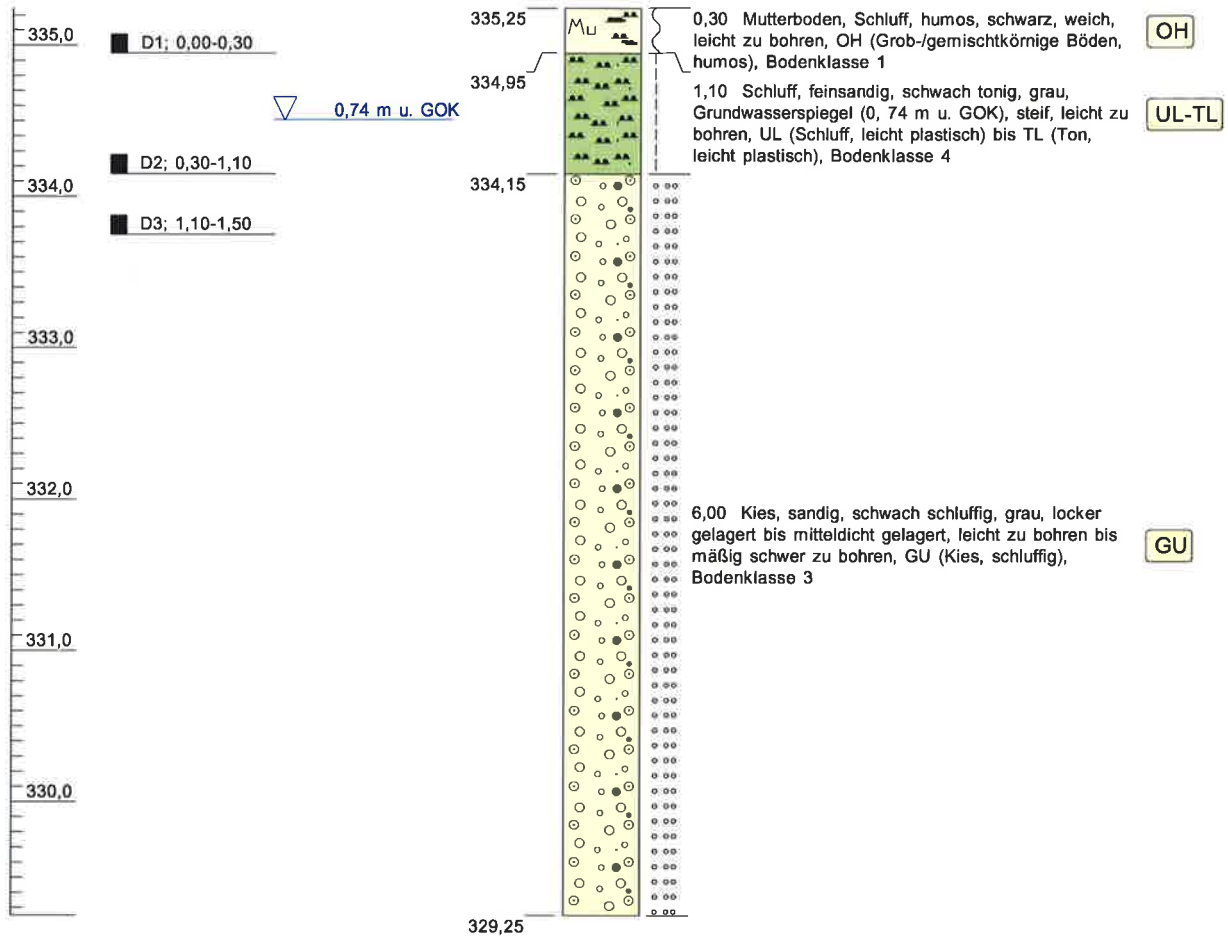 335,0
D1; 0,00-0,30
0,74 m u. GOK
D2; 0,30-1,10
334,0
D3; 1,10-1,50
333,0
332,0
331,0
330,0
335,25
334,95
334,15
329,25
Mu
0,30 Mutterboden, Schluff, humos, schwarz, weich,
leicht zu bohren, OH (Grob-/gemischtkörnige Böden,
humos), Bodenklasse 1
OH
1,10 Schluff, feinsandig, schwach tonig, grau,
Grundwasserspiegel (0, 74 m u. GOK), steif, leicht zu
bohren, UL (Schluff, leicht plastisch) bis TL (Ton,
leicht plastisch), Bodenklasse 4
UL-TL
6,00 Kies, sandig, schwach schluffig, grau, locker
gelagert bis mitteldicht gelagert, leicht zu bohren bis
mäßig schwer zu bohren, GU (Kies, schluffig),
Bodenklasse 3
GU